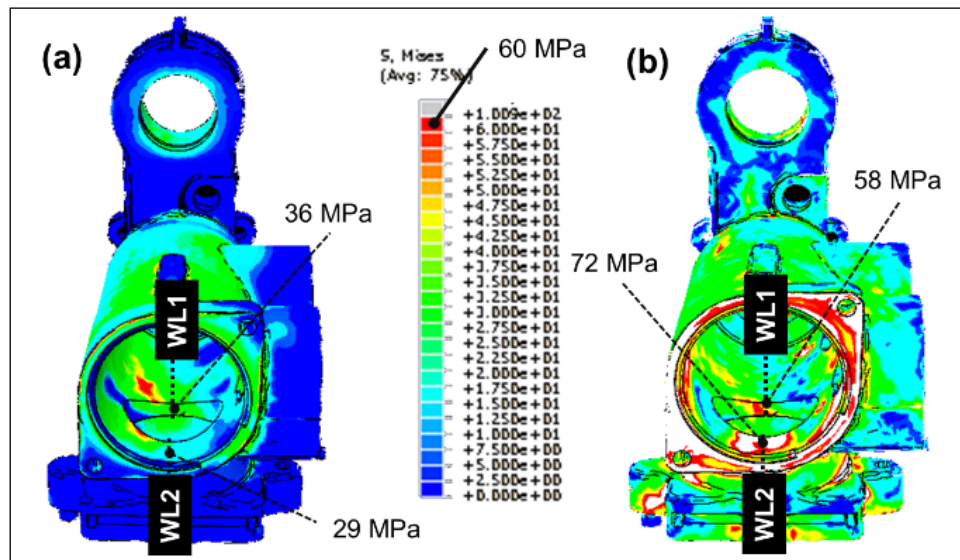 (a)
S, Mises
(Avg: 75%)
60 MPa
(b)
+1.009e+02
+6.000e+01
+5.750e+01
+5.500e+01
+5.250e+01
+5.000e+01
+4.750e+01
+4.500e+01
+4.250e+01
+4.000e+01
+3.750e+01
+3.500e+01
+3.250e+01
+3.000e+01
+2.750e+01
+2.500e+01
+2.250e+01
+2.000e+01
+1.750e+01
+1.500e+01
+1.250e+01
+1.000e+01
+7.500e+00
+5.000e+00
+2.500e+00
+0.000e+00
36 MPa
58 MPa
72 MPa
WL1
WL1
WL2
WL2
29 MPa